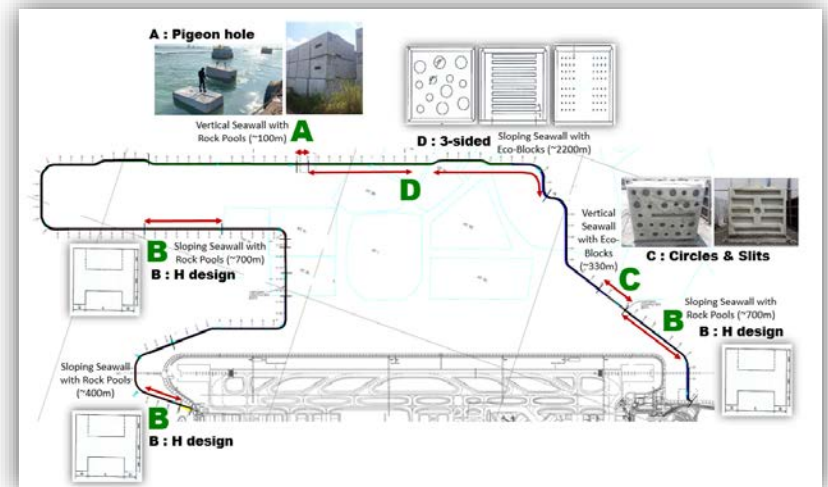 A : Pigeon hole
Vertical Seawall with
Rock Pools (~100m)
A
D : 3-sided
Sloping Seawall with
Eco-Blocks (~2200m)
D
Vertical
Seawall
with Eco-
Blocks
(~330m)
C : Circles & Slits
C
B
Sloping Seawall with
Rock Pools (~700m)
B : H design
Sloping Seawall with
Rock Pools (~700m)
B
B : H design
Sloping Seawall
with Rock Pools
(~400m)
B
B : H design